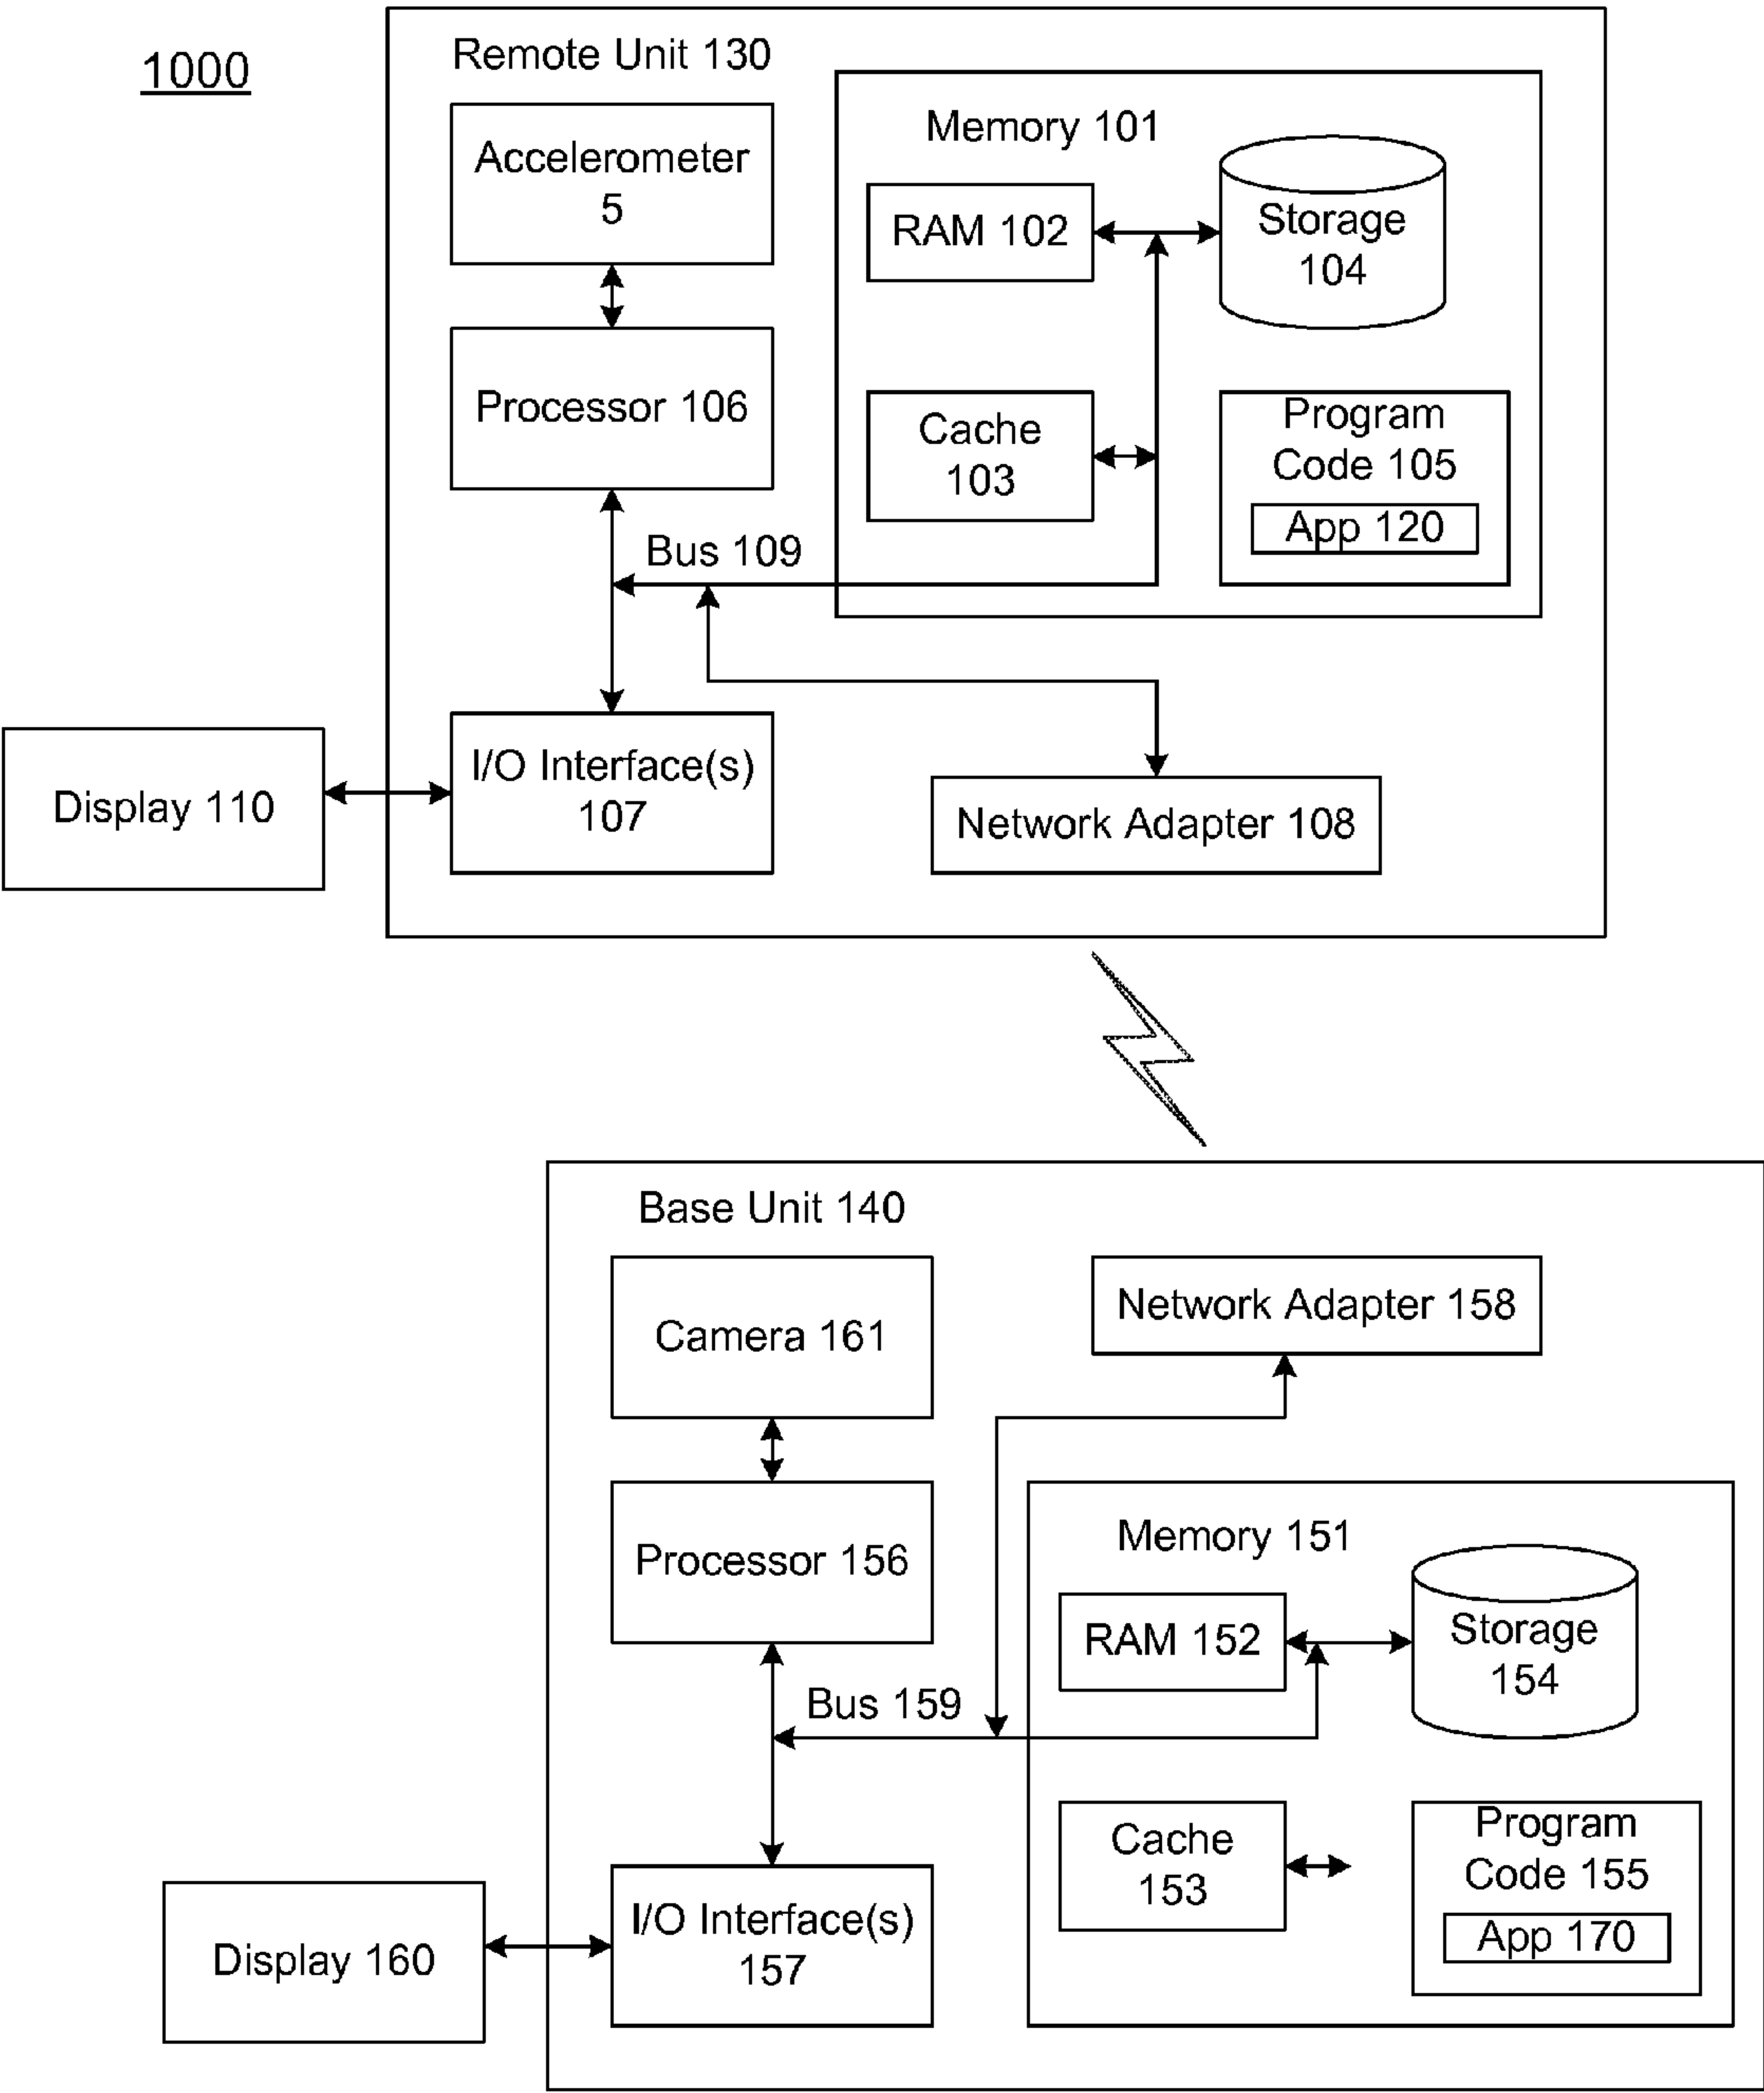 1000
Remote Unit 130
Accelerometer
5
Memory 101
RAM 102
Storage
104
Processor 106
Cache
103
Program
Code 105
App 120
Bus 109
I/O Interface(s)
107
Display 110
Network Adapter 108
Base Unit 140
Camera 161
Network Adapter 158
Processor 156
Memory 151
RAM 152
Storage
154
Bus 159
Cache
153
Program
Code 155
App 170
I/O Interface(s)
157
Display 160